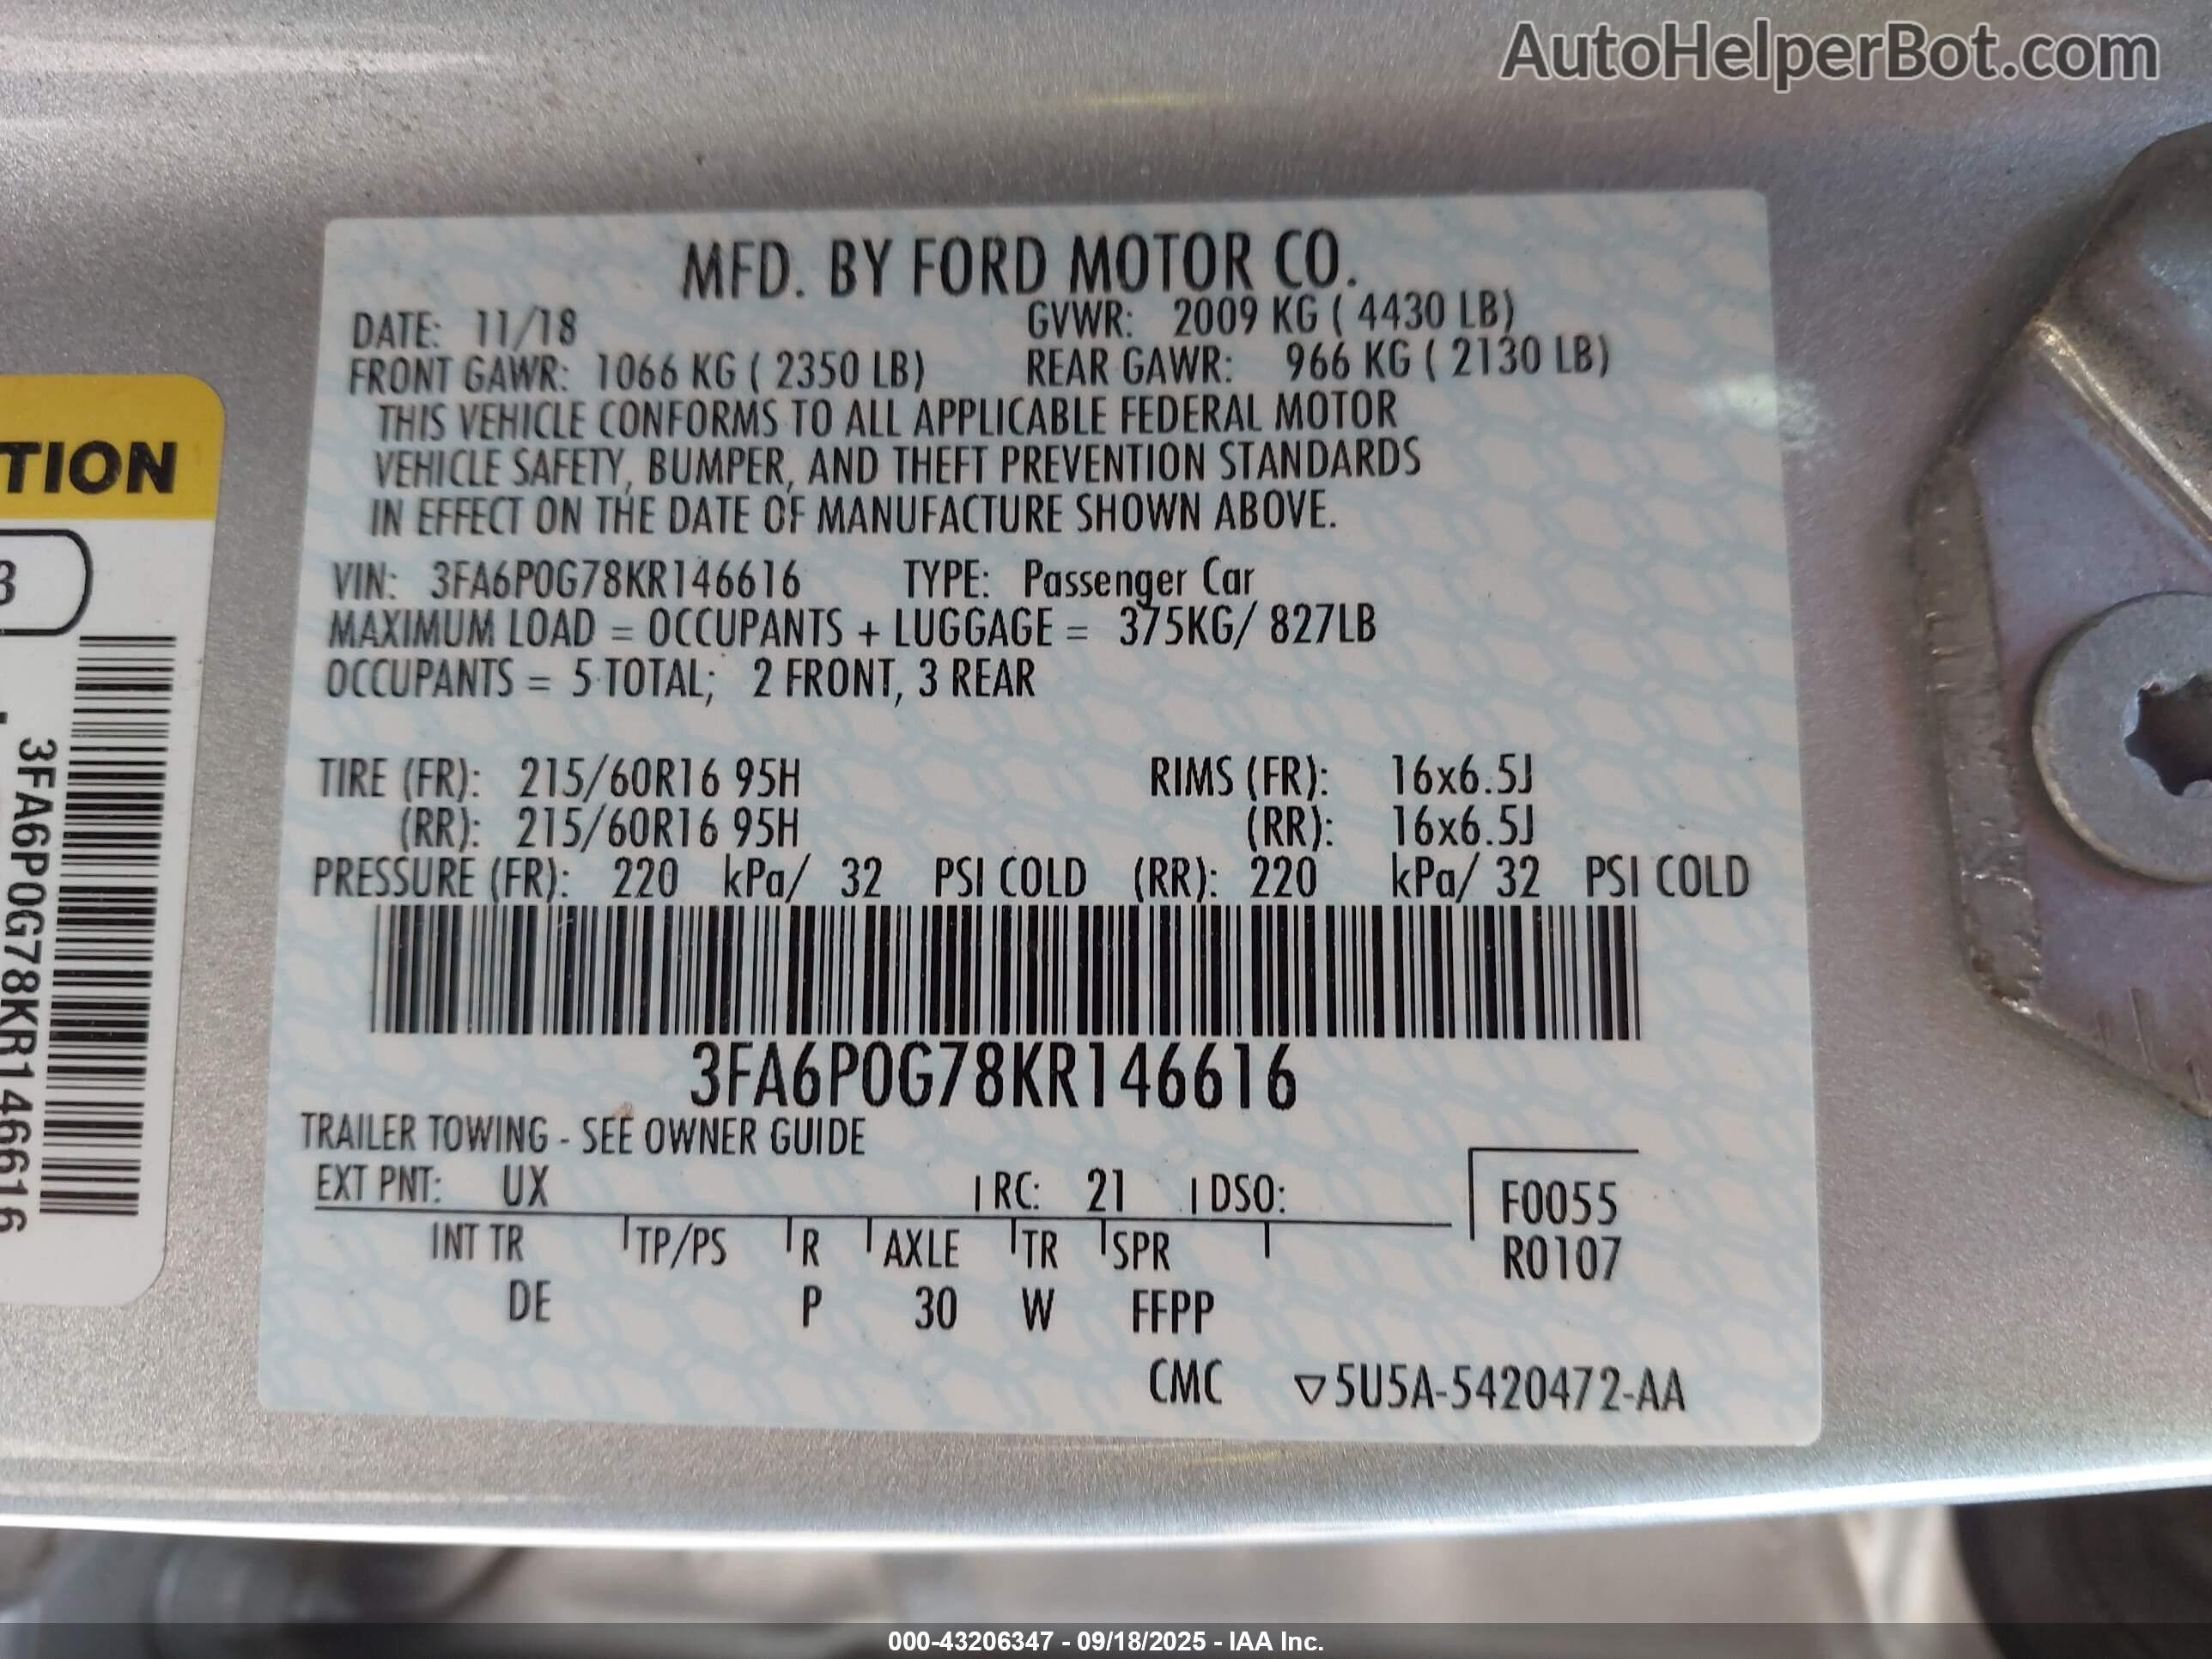 AutoHelperBot.com
MFD. BY FORD MOTOR CO.
DATE: 11/18 GVWR: 2009 KG ( 4430 LB)
FRONT GAWR: 1066 KG ( 2350 LB) REAR GAWR: 966 KG ( 2130 LB)
THIS VEHICLE CONFORMS TO ALL APPLICABLE FEDERAL MOTOR
VEHICLE SAFETY, BUMPER, AND THEFT PREVENTION STANDARDS
IN EFFECT ON THE DATE OF MANUFACTURE SHOWN ABOVE.
VIN: 3FA6P0G78KR146616 TYPE: Passenger Car
MAXIMUM LOAD = OCCUPANTS + LUGGAGE = 375KG/ 827LB
OCCUPANTS = 5 TOTAL; 2 FRONT, 3 REAR
TIRE (FR): 215/60R16 95H RIMS (FR): 16x6.5J
(RR): 215/60R16 95H (RR): 16x6.5J
PRESSURE (FR): 220 kPa/ 32 PSI COLD (RR): 220 kPa/ 32 PSI COLD
3FA6P0G78KR146616
TRAILER TOWING - SEE OWNER GUIDE
EXT PNT: UX RC: 21 DSO:
F0055
R0107
INT TR TP/PS R AXLE TR SPR
DE P 30 W FFPP
CMC ▽5U5A-5420472-AA
TION
3FA6P0G78KR146616
000-43206347 - 09/18/2025 - IAA Inc.